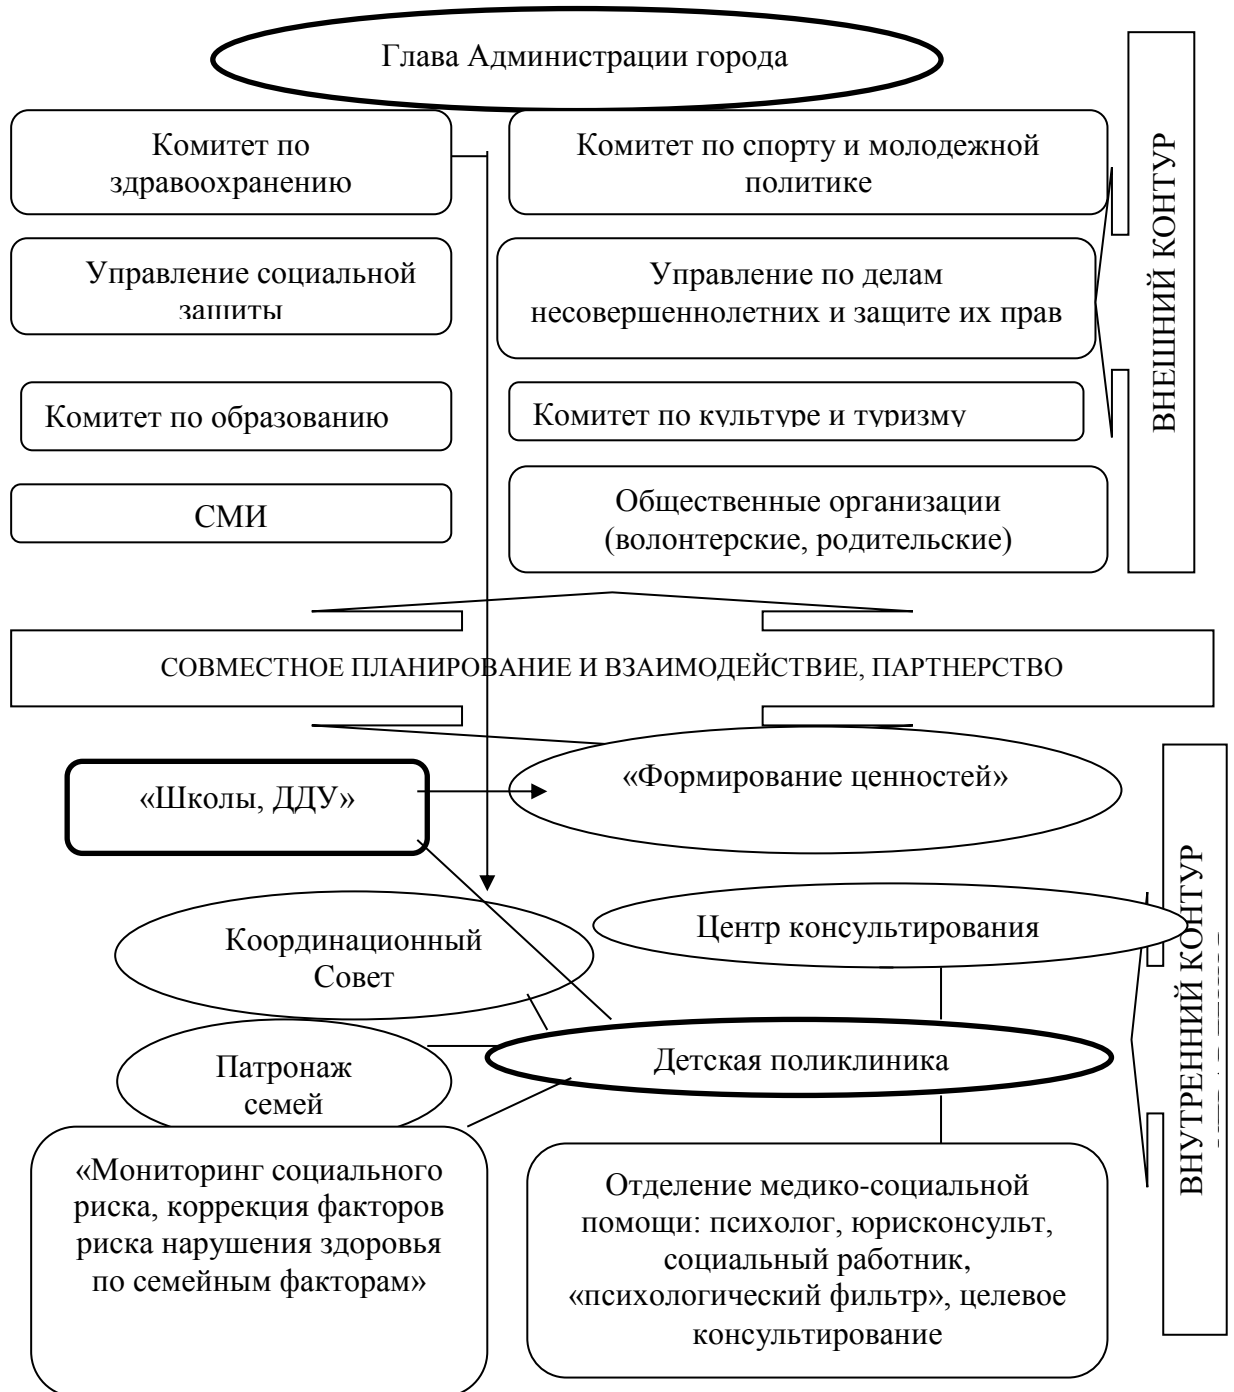 Глава Администрации города
Комитет по
здравоохранению
Комитет по спорту и молодежной
политике
Управление социальной
защиты
Управление по делам
несовершеннолетних и защите их прав
Комитет по образованию
Комитет по культуре и туризму
СМИ
Общественные организации
(волонтерские, родительские)
ВНЕШНИЙ КОНТУР
СОВМЕСТНОЕ ПЛАНИРОВАНИЕ И ВЗАИМОДЕЙСТВИЕ, ПАРТНЕРСТВО
«Школы, ДДУ»
«Формирование ценностей»
Координационный
Совет
Центр консультирования
Патронаж
семей
Детская поликлиника
«Мониторинг социального
риска, коррекция факторов
риска нарушения здоровья
по семейным факторам»
Отделение медико-социальной
помощи: психолог, юрисконсульт,
социальный работник,
«психологический фильтр», целевое
консультирование
ВНУТРЕННИЙ КОНТУР